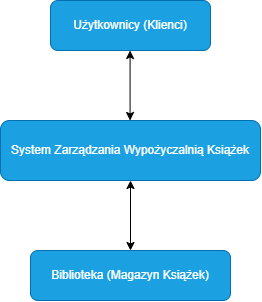 Użytkownicy (Klienci)
System Zarządzania Wypożyczalnią Książek
Biblioteka (Magazyn Książek)